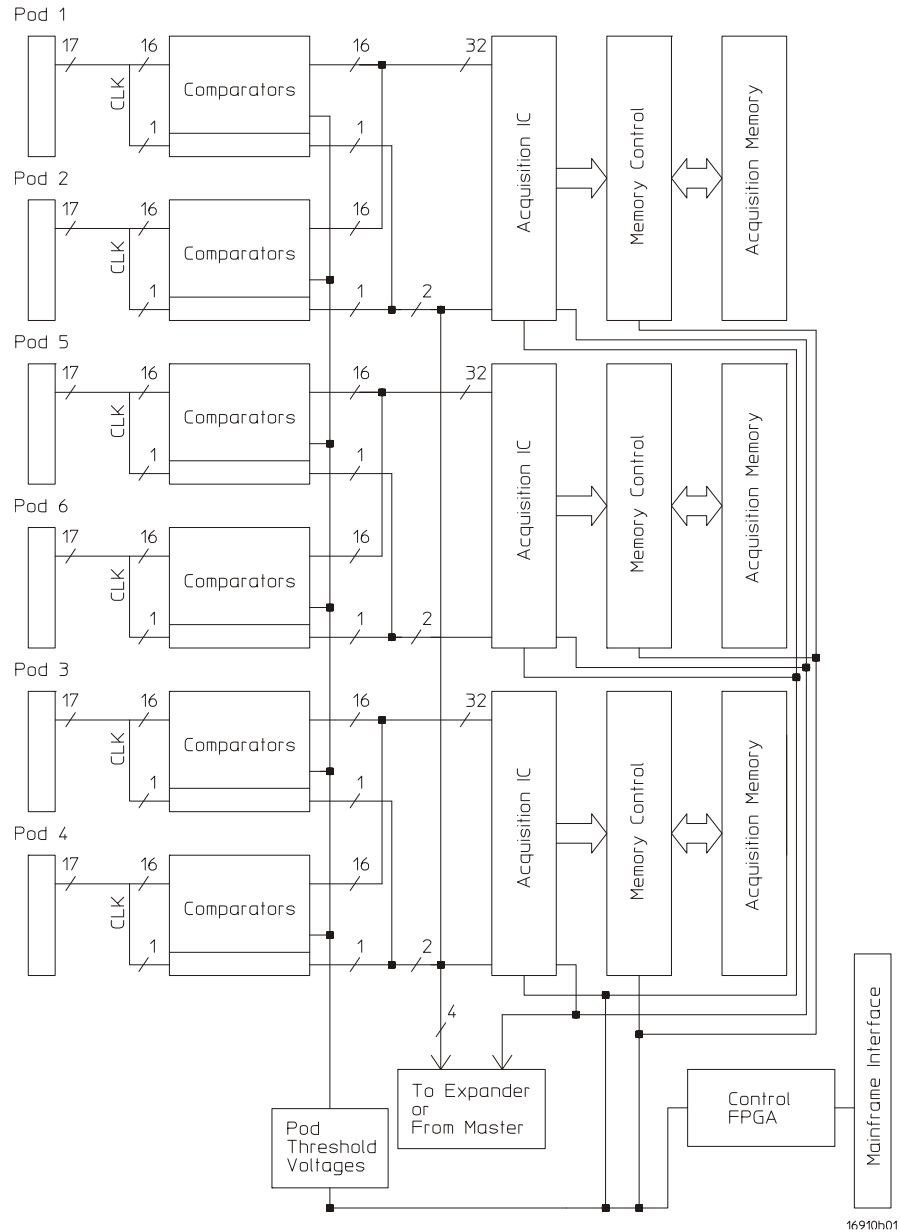 Pod 1
17
16
CLK
1
Comparators
16
1
32
Acquisition IC
Memory Control
Acquisition Memory
Pod 2
17
16
CLK
1
Comparators
16
1
2
Pod 5
17
16
CLK
1
Comparators
16
1
32
Acquisition IC
Memory Control
Acquisition Memory
Pod 6
17
16
CLK
1
Comparators
16
1
2
Pod 3
17
16
CLK
1
Comparators
16
1
32
Acquisition IC
Memory Control
Acquisition Memory
Pod 4
17
16
CLK
1
Comparators
16
1
2
4
To Expander
or
From Master
Pod
Threshold
Voltages
Control
FPGA
Mainframe Interface
16910b01